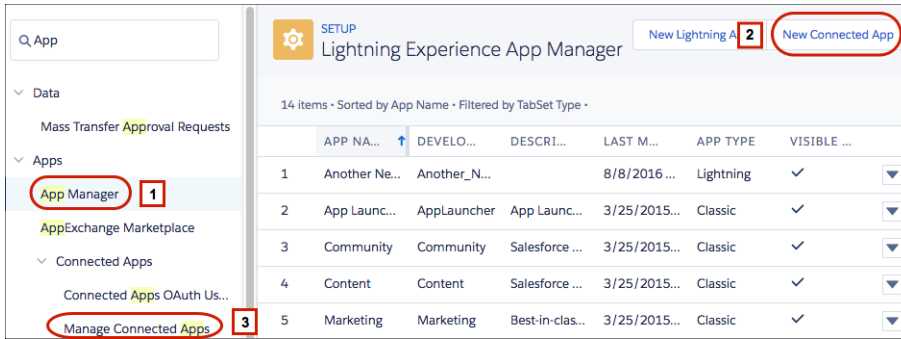 App
Data
Mass Transfer Approval Requests
Apps
App Manager
1
AppExchange Marketplace
Connected Apps
Connected Apps OAuth Us...
Manage Connected Apps
3
SETUP
Lightning Experience App Manager
New Lightning A
2
New Connected App
14 items • Sorted by App Name • Filtered by TabSet Type •
APP NA... ↑ DEVELO... DESCRI... LAST M... APP TYPE VISIBLE ...
1 Another Ne... Another_N... 8/8/2016 ... Lightning ✓
2 App Launc... AppLauncher App Launc... 3/25/2015... Classic ✓
3 Community Community Salesforce ... 3/25/2015... Classic ✓
4 Content Content Salesforce ... 3/25/2015... Classic ✓
5 Marketing Marketing Best-in-clas... 3/25/2015... Classic ✓